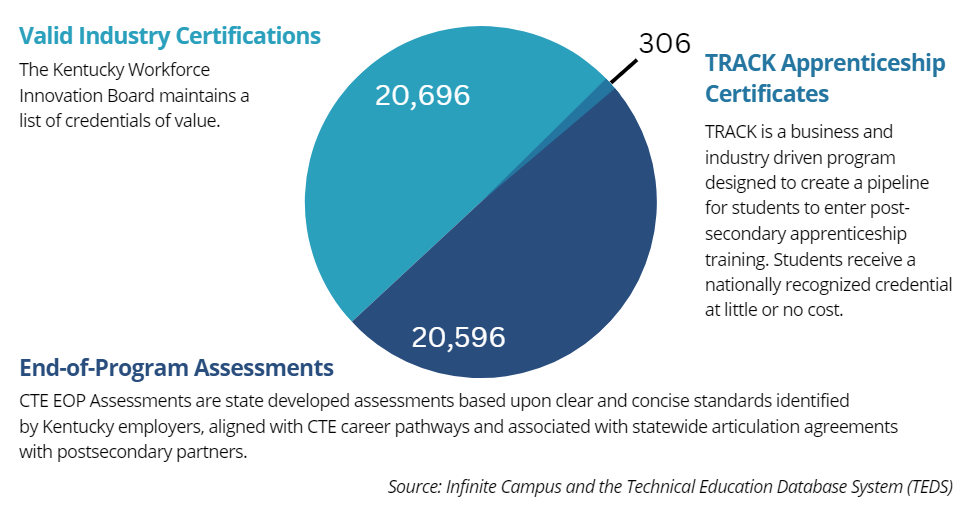 Valid Industry Certifications
The Kentucky Workforce
Innovation Board maintains a
list of credentials of value.
20,696
306
TRACK Apprenticeship
Certificates
TRACK is a business and
industry driven program
designed to create a pipeline
for students to enter post-
secondary apprenticeship
training. Students receive a
nationally recognized credential
at little or no cost.
20,596
End-of-Program Assessments
CTE EOP Assessments are state developed assessments based upon clear and concise standards identified
by Kentucky employers, aligned with CTE career pathways and associated with statewide articulation agreements
with postsecondary partners.
Source: Infinite Campus and the Technical Education Database System (TEDS)